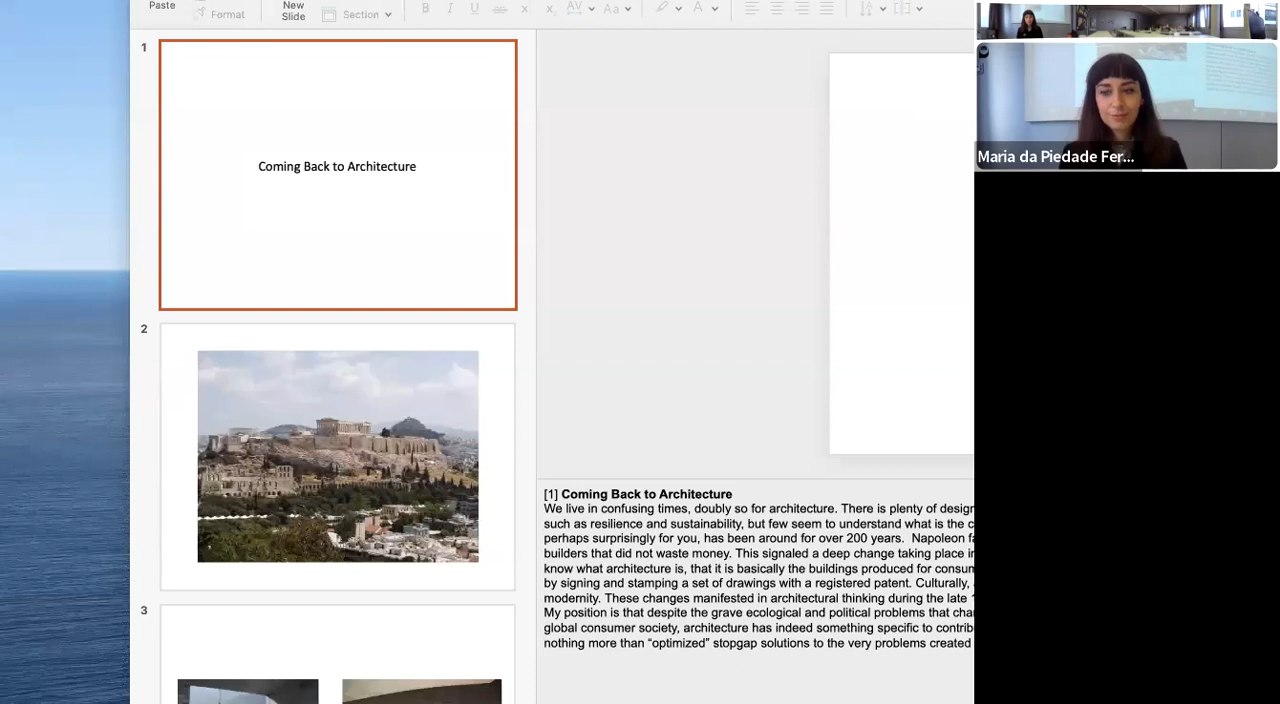 Paste
Format
New
Slide
Section
B I U ab x x AV Aa A
1
Coming Back to Architecture
2
3
[1] Coming Back to Architecture
We live in confusing times, doubly so for architecture. There is plenty of design
such as resilience and sustainability, but few seem to understand what is the c
perhaps surprisingly for you, has been around for over 200 years.  Napoleon fa
builders that did not waste money. This signaled a deep change taking place in
know what architecture is, that it is basically the buildings produced for consum
by signing and stamping a set of drawings with a registered patent. Culturally,
modernity. These changes manifested in architectural thinking during the late 1
My position is that despite the grave ecological and political problems that char
global consumer society, architecture has indeed something specific to contrib
nothing more than “optimized” stopgap solutions to the very problems created
Maria da Piedade Fer...